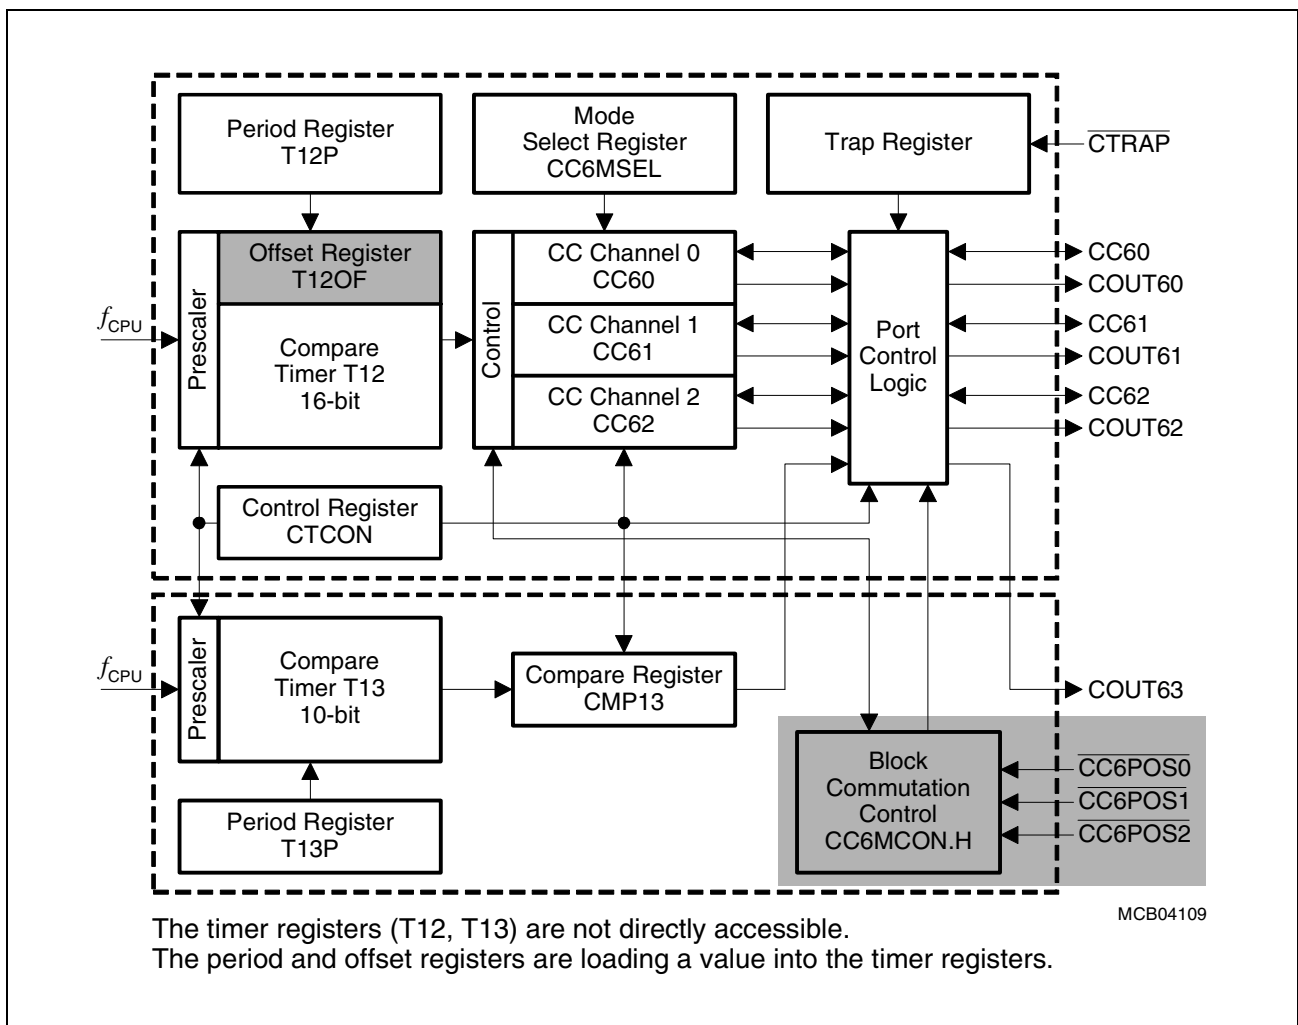 Period Register
T12P
Mode
Select Register
CC6MSEL
Trap Register
CTRAP
Prescaler
Offset Register
T12OF
Compare
Timer T12
16-bit
fCPU
Control
CC Channel 0
CC60
CC Channel 1
CC61
CC Channel 2
CC62
Port
Control
Logic
CC60
COUT60
CC61
COUT61
CC62
COUT62
Control Register
CTCON
fCPU
Prescaler
Compare
Timer T13
10-bit
Compare Register
CMP13
COUT63
Period Register
T13P
Block
Commutation
Control
CC6MCON.H
CC6POS0
CC6POS1
CC6POS2
MCB04109
The timer registers (T12, T13) are not directly accessible.
The period and offset registers are loading a value into the timer registers.